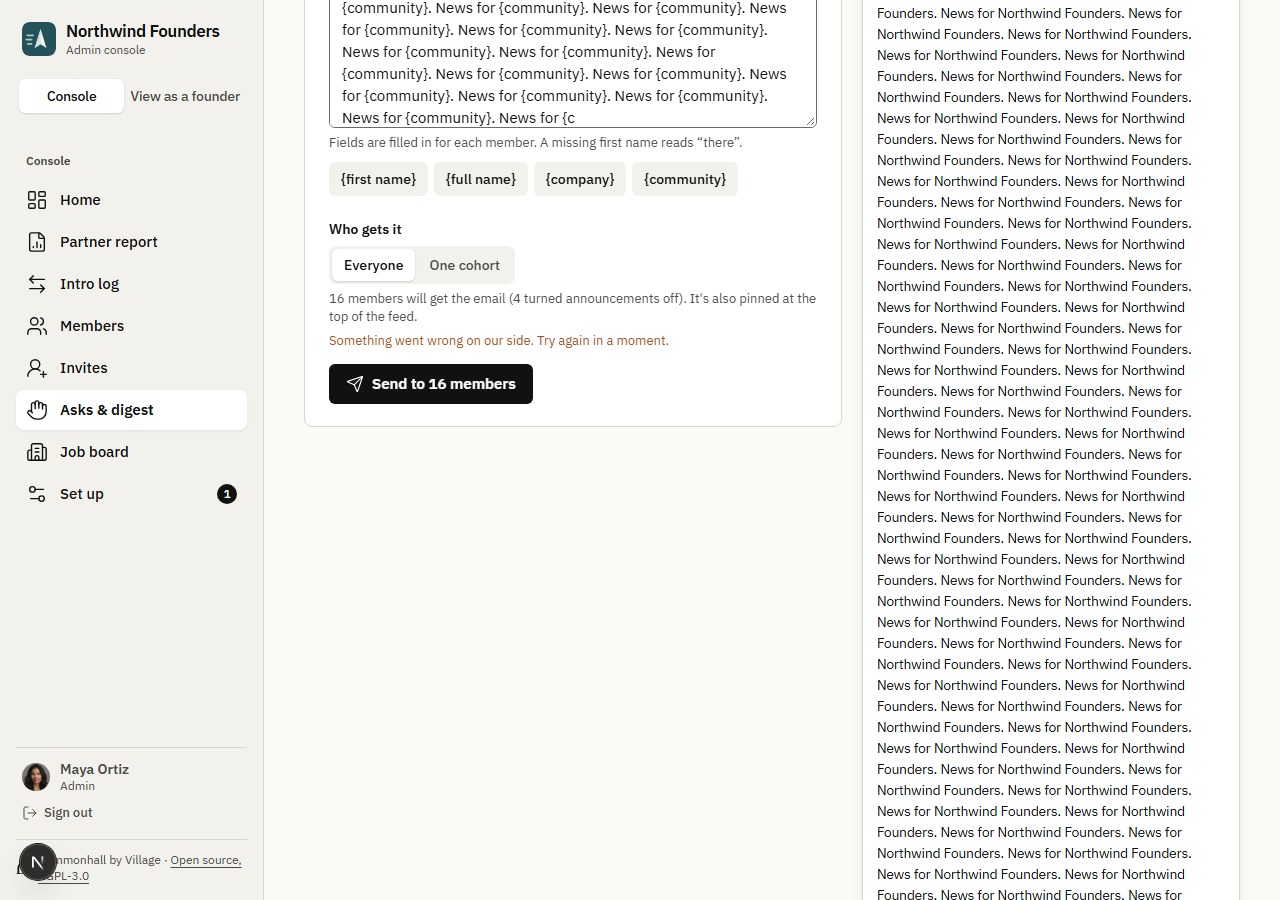 Northwind Founders
Admin console
Console
View as a founder
Console
Home
Partner report
Intro log
Members
Invites
Asks & digest
Job board
Set up
1
Maya Ortiz
Admin
Sign out
N
mmonhall by Village · Open source,
GPL-3.0
{community}. News for {community}. News for {community}. News
for {community}. News for {community}. News for {community}.
News for {community}. News for {community}. News for
{community}. News for {community}. News for {community}. News
for {community}. News for {community}. News for {community}.
News for {community}. News for {c
Fields are filled in for each member. A missing first name reads “there”.
{first name}
{full name}
{company}
{community}
Who gets it
Everyone
One cohort
16 members will get the email (4 turned announcements off). It's also pinned at the
top of the feed.
Something went wrong on our side. Try again in a moment.
Send to 16 members
Founders. News for Northwind Founders. News for
Northwind Founders. News for Northwind Founders.
News for Northwind Founders. News for Northwind
Founders. News for Northwind Founders. News for
Northwind Founders. News for Northwind Founders.
News for Northwind Founders. News for Northwind
Founders. News for Northwind Founders. News for
Northwind Founders. News for Northwind Founders.
News for Northwind Founders. News for Northwind
Founders. News for Northwind Founders. News for
Northwind Founders. News for Northwind Founders.
News for Northwind Founders. News for Northwind
Founders. News for Northwind Founders. News for
Northwind Founders. News for Northwind Founders.
News for Northwind Founders. News for Northwind
Founders. News for Northwind Founders. News for
Northwind Founders. News for Northwind Founders.
News for Northwind Founders. News for Northwind
Founders. News for Northwind Founders. News for
Northwind Founders. News for Northwind Founders.
News for Northwind Founders. News for Northwind
Founders. News for Northwind Founders. News for
Northwind Founders. News for Northwind Founders.
News for Northwind Founders. News for Northwind
Founders. News for Northwind Founders. News for
Northwind Founders. News for Northwind Founders.
News for Northwind Founders. News for Northwind
Founders. News for Northwind Founders. News for
Northwind Founders. News for Northwind Founders.
News for Northwind Founders. News for Northwind
Founders. News for Northwind Founders. News for
Northwind Founders. News for Northwind Founders.
News for Northwind Founders. News for Northwind
Founders. News for Northwind Founders. News for
Northwind Founders. News for Northwind Founders.
News for Northwind Founders. News for Northwind
Founders. News for Northwind Founders. News for
Northwind Founders. News for Northwind Founders.
News for Northwind Founders. News for Northwind
Founders. News for Northwind Founders. News for
Northwind Founders. News for Northwind Founders.
News for Northwind Founders. News for Northwind
Founders. News for Northwind Founders. News for